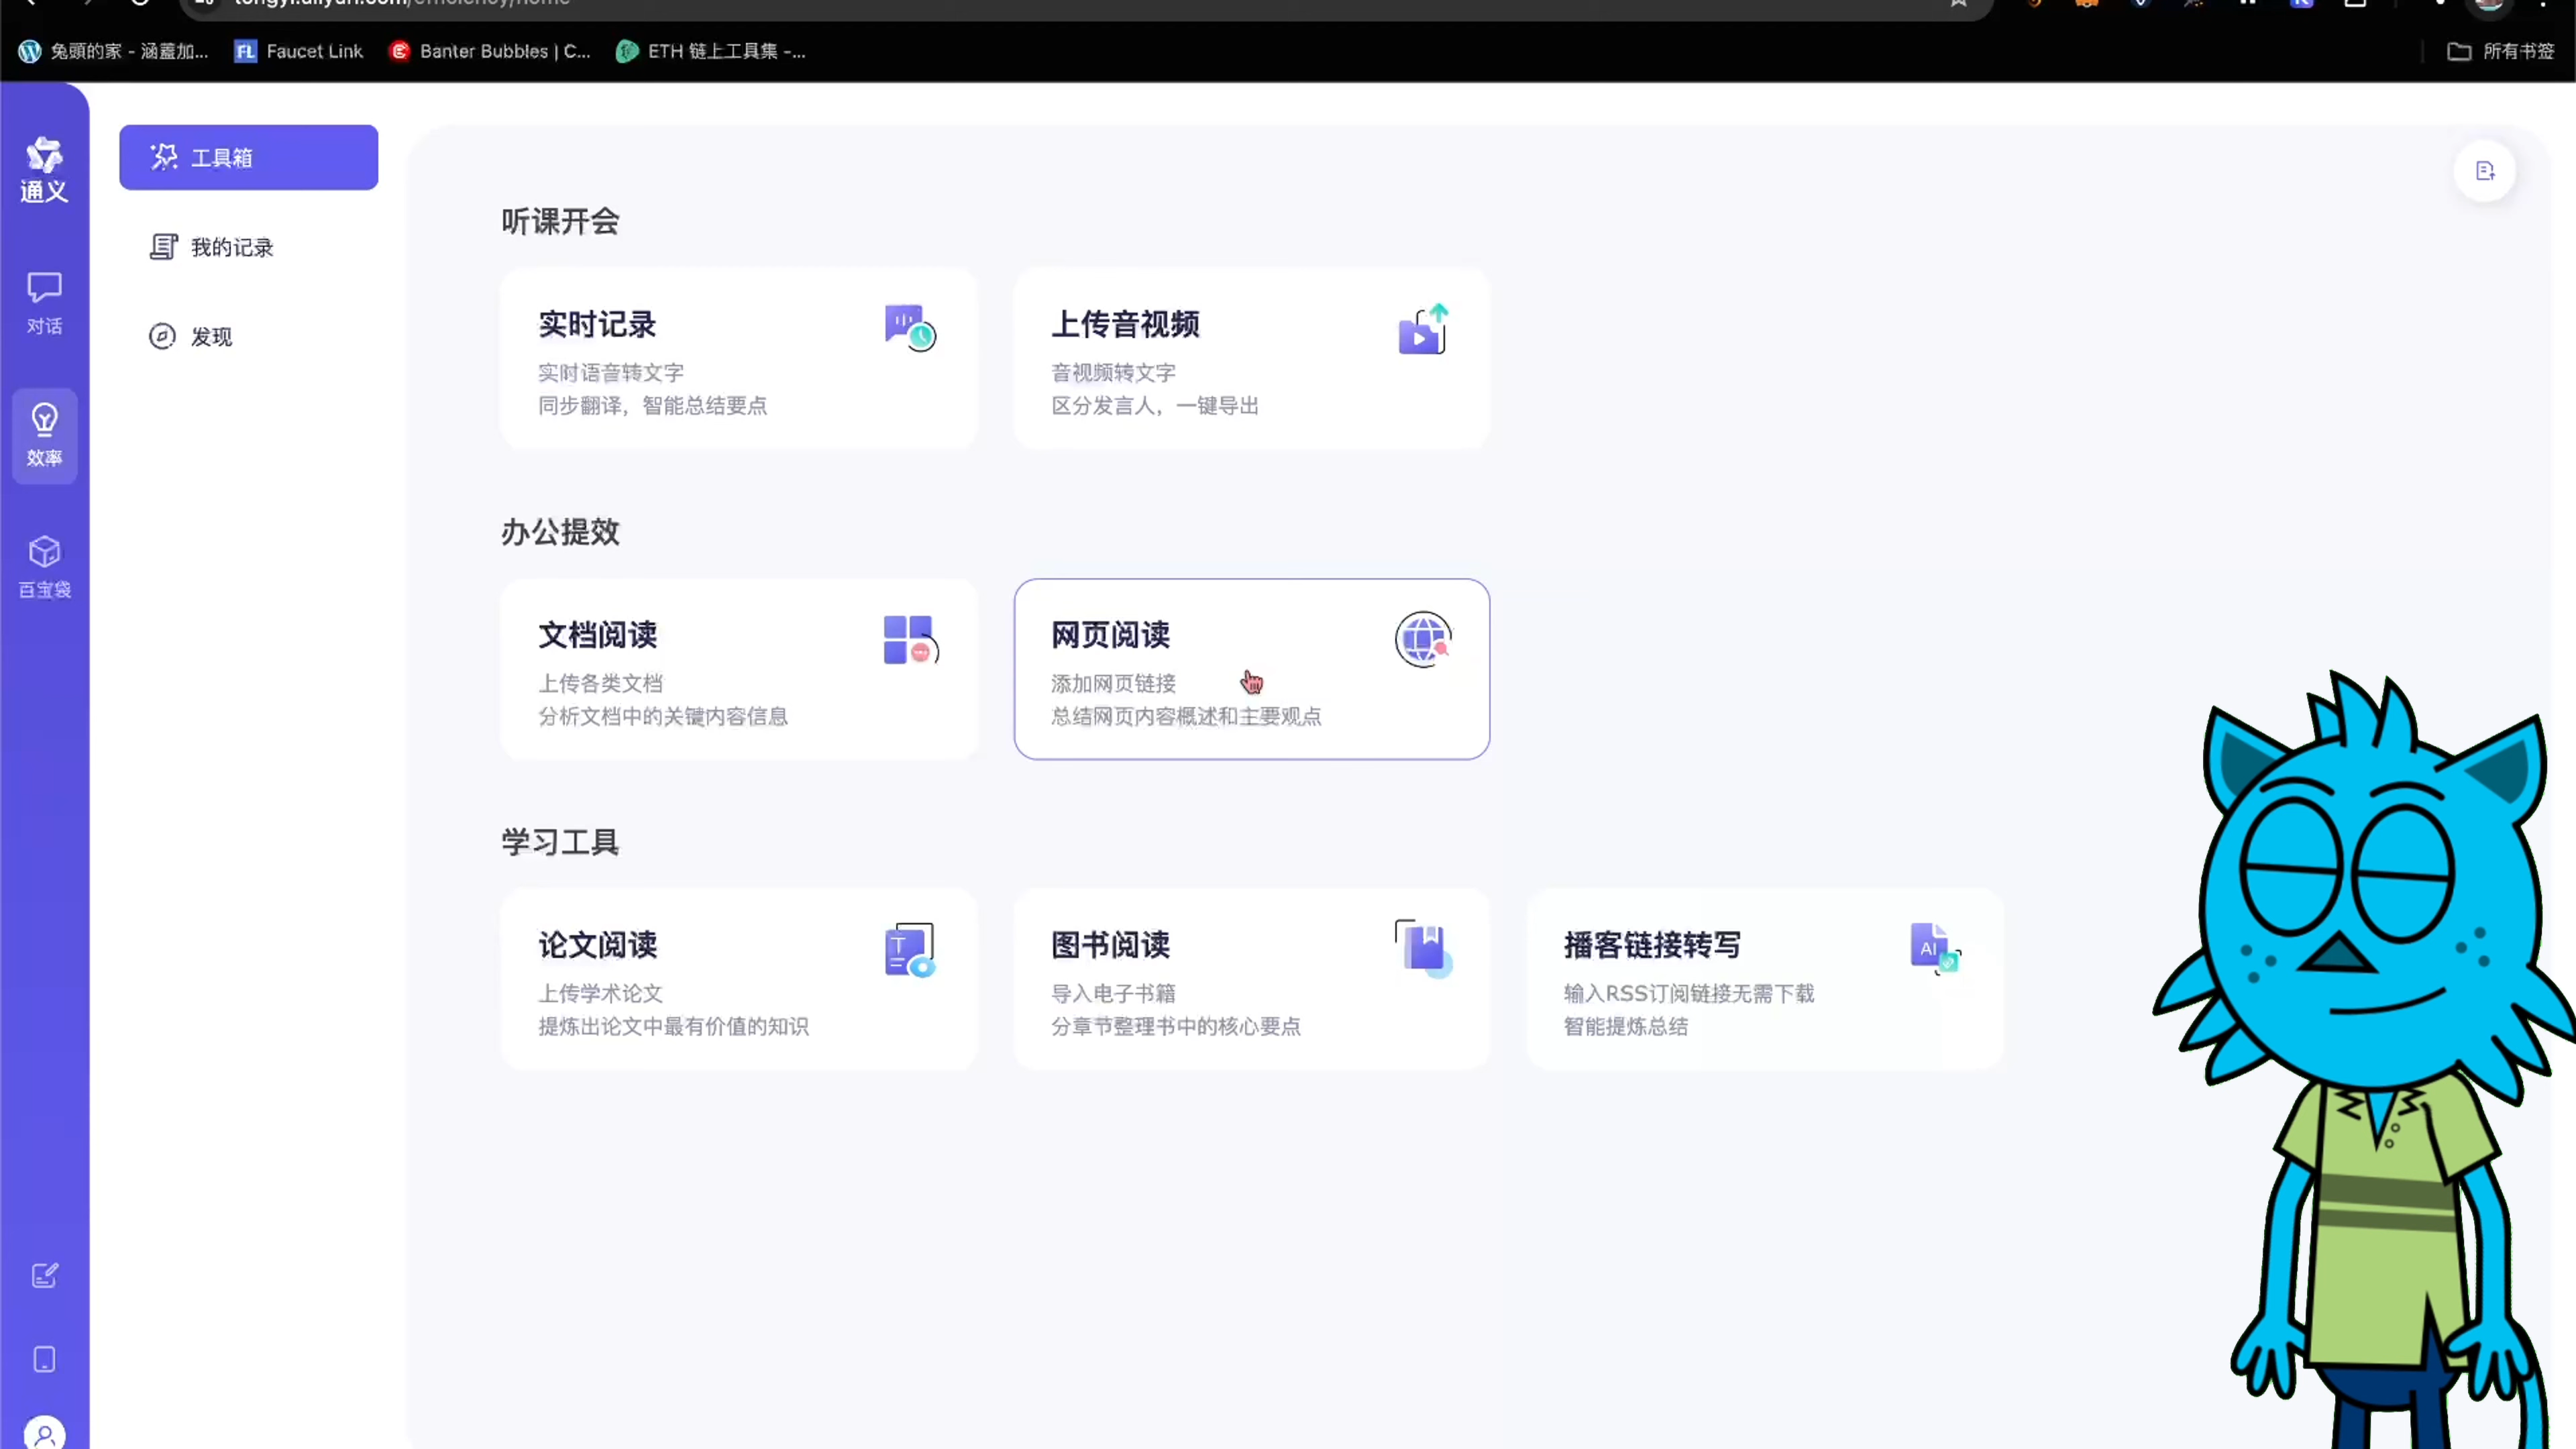 兔頭的家 - 涵蓋加...
FL
Faucet Link
Banter Bubbles | C...
ETH 链上工具集 -...
所有书签
通义
对话
效率
百宝袋
工具箱
我的记录
发现
听课开会
实时记录
实时语音转文字
同步翻译，智能总结要点
上传音视频
音视频转文字
区分发言人，一键导出
办公提效
文档阅读
上传各类文档
分析文档中的关键内容信息
网页阅读
添加网页链接
总结网页内容概述和主要观点
学习工具
论文阅读
上传学术论文
提炼出论文中最有价值的知识
图书阅读
导入电子书籍
分章节整理书中的核心要点
播客链接转写
AI
输入RSS订阅链接无需下载
智能提炼总结